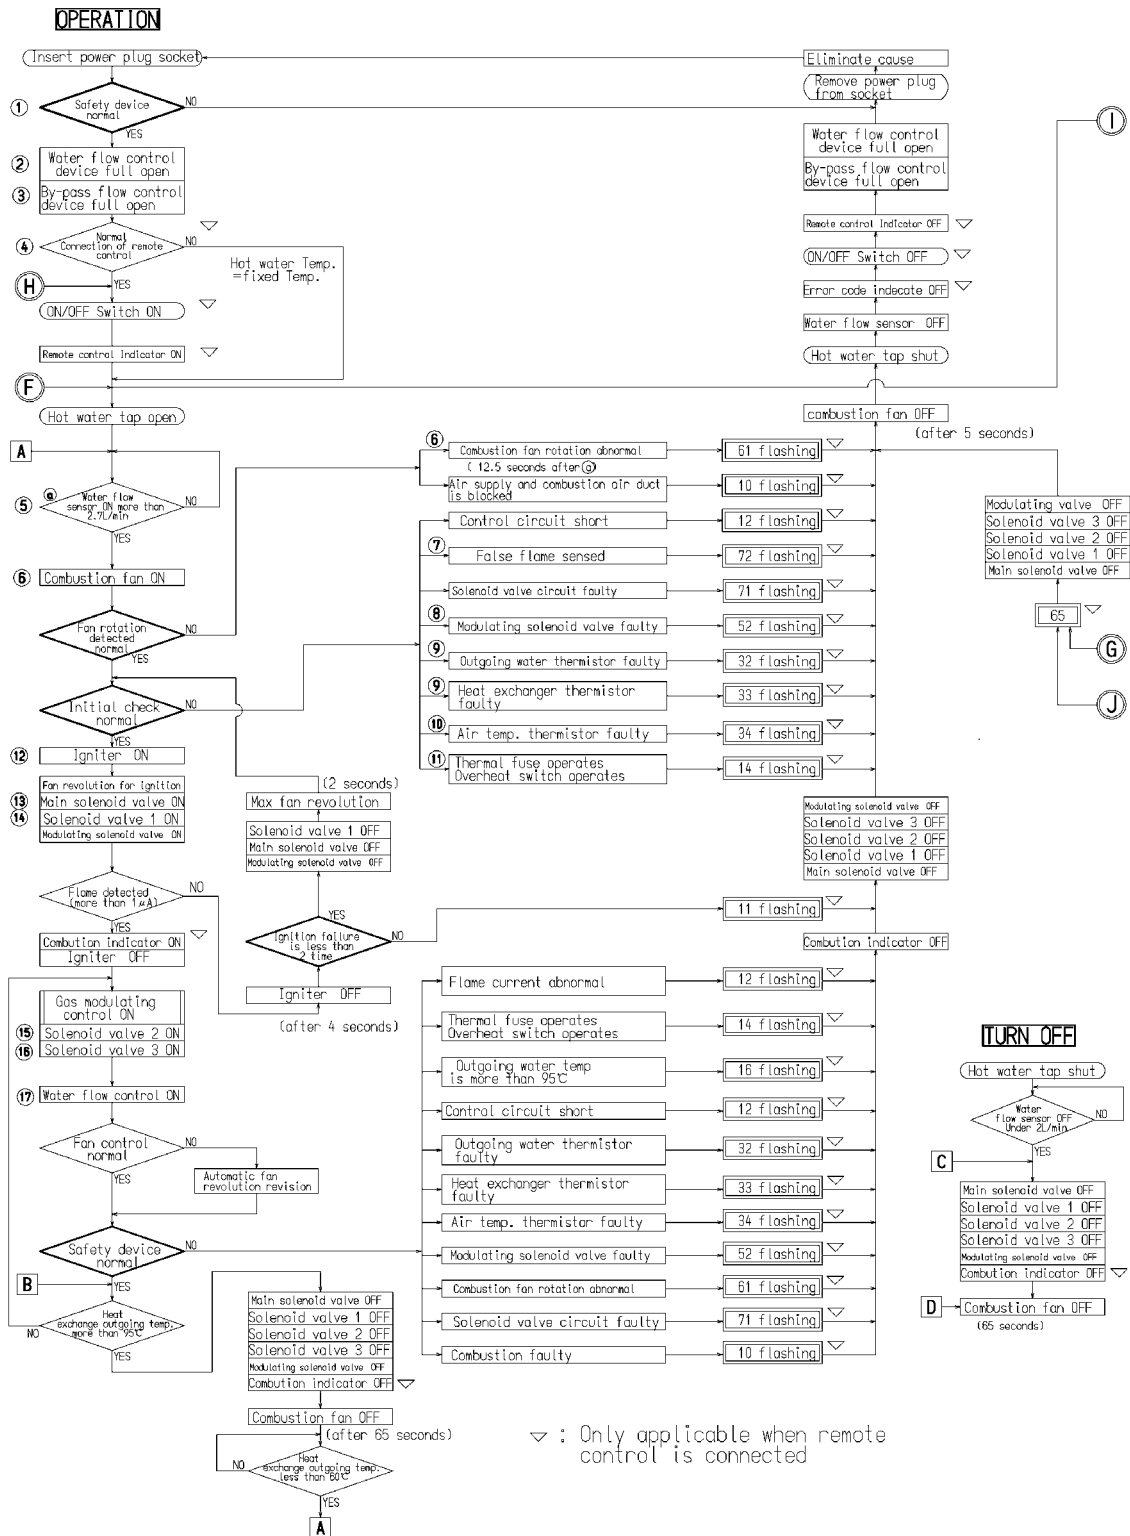 OPERATION
Insert power plug socket
①
Safety device
normal
NO
YES
②
Water flow control
device full open
③
By-pass flow control
device full open
④
Normal
Connection of remote
control
NO
YES
Hot water Temp.
=fixed Temp.
H
ON/OFF Switch ON
Remote control Indicator ON
F
Hot water tap open
A
⑤
ⓐ
Water flow
sensor ON more than
2.7L/min
NO
YES
⑥
Combustion fan ON
Fan rotation
detected
normal
NO
YES
Initial check
normal
NO
YES
⑫
Igniter ON
Fan revolution for ignition
⑬
Main solenoid valve ON
⑭
Solenoid valve 1 ON
Modulating solenoid valve ON
Flame detected
(more than 1μA)
NO
YES
Combution indicator ON
Igniter OFF
Gas modulating
control ON
⑮
Solenoid valve 2 ON
⑯
Solenoid valve 3 ON
⑰
Water flow control ON
Fan control
normal
NO
YES
Automatic fan
revolution revision
Safety device
normal
NO
YES
B
Heat
exchange outgoing temp.
more than 95℃
NO
YES
(2 seconds)
Max fan revolution
Solenoid valve 1 OFF
Main solenoid valve OFF
Modulating solenoid valve OFF
YES
Ignition failure
is less than
2 time
NO
Igniter OFF
(after 4 seconds)
Main solenoid valve OFF
Solenoid valve 1 OFF
Solenoid valve 2 OFF
Solenoid valve 3 OFF
Modulating solenoid valve OFF
Combution indicator OFF
Combustion fan OFF
(after 65 seconds)
Heat
exchange outgoing temp.
less than 60℃
NO
YES
A
⑥
Combustion fan rotation abnormal
61 flashing
( 12.5 seconds after ⓐ)
Air supply and combustion air duct
is blocked
10 flashing
Control circuit short
12 flashing
⑦
False flame sensed
72 flashing
Solenoid valve circuit faulty
71 flashing
⑧
Modulating solenoid valve faulty
52 flashing
⑨
Outgoing water thermistor faulty
32 flashing
⑨
Heat exchanger thermistor
faulty
33 flashing
⑩
Air temp. thermistor faulty
34 flashing
⑪
Thermal fuse operates
Overheat switch operates
14 flashing
11 flashing
Flame current abnormal
12 flashing
Thermal fuse operates
Overheat switch operates
14 flashing
Outgoing water temp
is more than 95℃
16 flashing
Control circuit short
12 flashing
Outgoing water thermistor
faulty
32 flashing
Heat exchanger thermistor
faulty
33 flashing
Air temp. thermistor faulty
34 flashing
Modulating solenoid valve faulty
52 flashing
Combustion fan rotation abnormal
61 flashing
Solenoid valve circuit faulty
71 flashing
Combustion faulty
10 flashing
Eliminate cause
Remove power plug
from socket
Water flow control
device full open
By-pass flow control
device full open
Remote control Indicator OFF
ON/OFF Switch OFF
Error code indecate OFF
Water flow sensor OFF
Hot water tap shut
combustion fan OFF
(after 5 seconds)
Modulating solenoid valve OFF
Solenoid valve 3 OFF
Solenoid valve 2 OFF
Solenoid valve 1 OFF
Main solenoid valve OFF
Combution indicator OFF
I
Modulating valve OFF
Solenoid valve 3 OFF
Solenoid valve 2 OFF
Solenoid valve 1 OFF
Main solenoid valve OFF
65
G
J
TURN OFF
Hot water tap shut
Water
flow sensor OFF
Under 2L/min
NO
YES
C
Main solenoid valve OFF
Solenoid valve 1 OFF
Solenoid valve 2 OFF
Solenoid valve 3 OFF
Modulating solenoid valve OFF
Combution indicator OFF
D
Combustion fan OFF
(65 seconds)
▽ : Only applicable when remote
control is connected